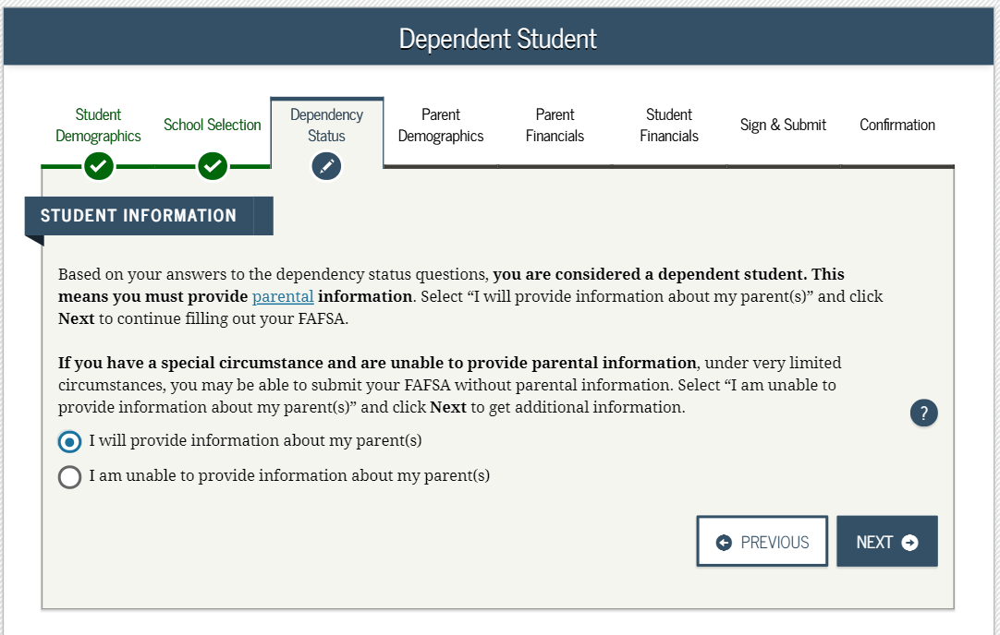 Dependent Student
Student
Demographics
School Selection
Dependency
Status
Parent
Demographics
Parent
Financials
Student
Financials
Sign & Submit
Confirmation
STUDENT INFORMATION
Based on your answers to the dependency status questions, you are considered a dependent student. This
means you must provide parental information. Select “I will provide information about my parent(s)” and click
Next to continue filling out your FAFSA.
If you have a special circumstance and are unable to provide parental information, under very limited
circumstances, you may be able to submit your FAFSA without parental information. Select “I am unable to
provide information about my parent(s)” and click Next to get additional information.
?
I will provide information about my parent(s)
I am unable to provide information about my parent(s)
PREVIOUS
NEXT